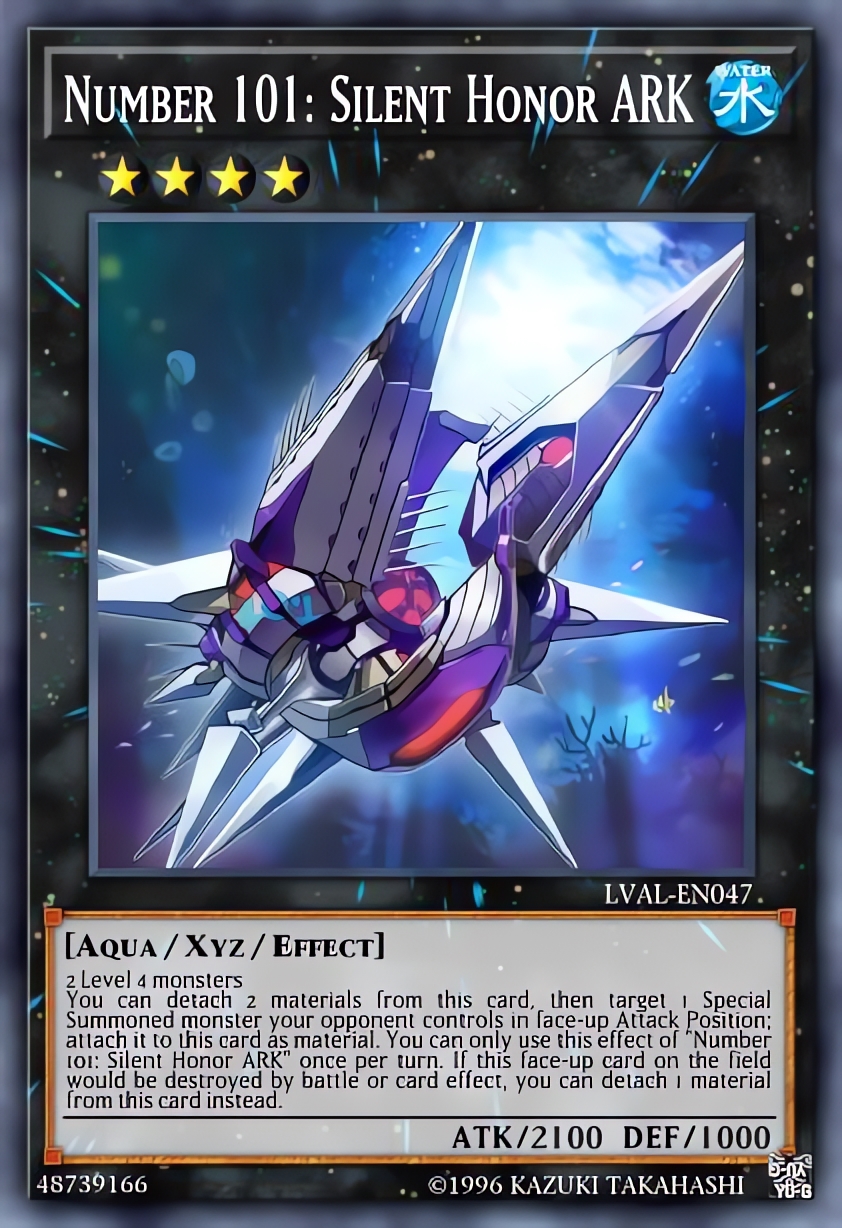 NUMBER 101: SILENT HONOR ARK
WATER
水
LVAL-EN047
[AQUA / XYZ / EFFECT]
2 Level 4 monsters
You can detach 2 materials from this card, then target 1 Special
Summoned monster your opponent controls in face-up Attack Position;
attach it to this card as material. You can only use this effect of "Number
101: Silent Honor ARK" once per turn. If this face-up card on the field
would be destroyed by battle or card effect, you can detach 1 material
from this card instead.
ATK/2100 DEF/1000
48739166
©1996 KAZUKI TAKAHASHI